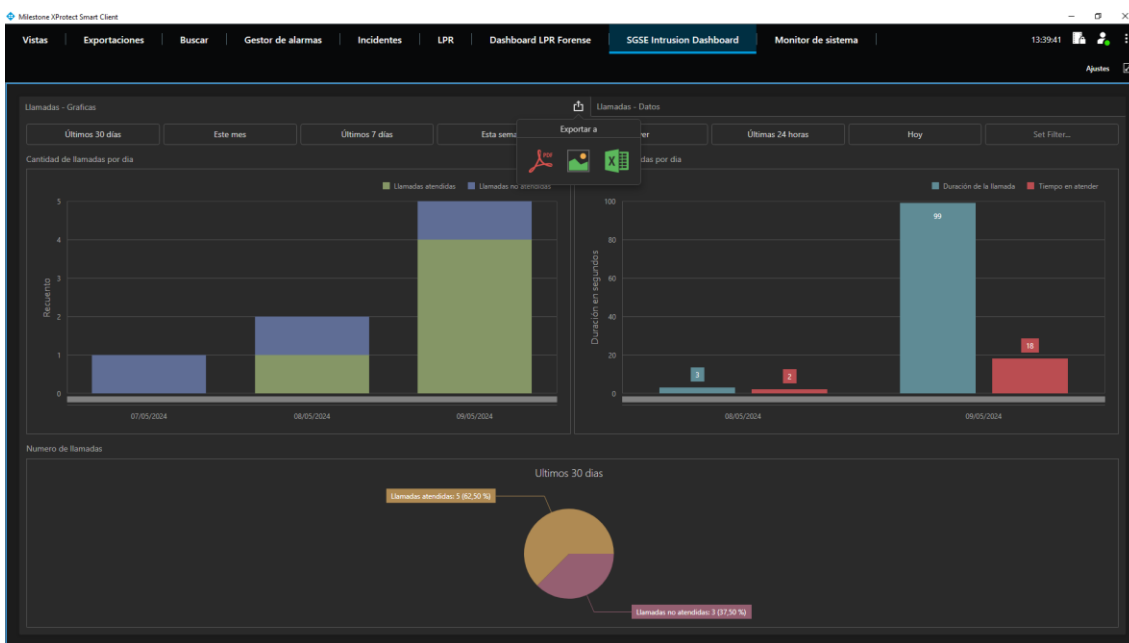 Milestone XProtect Smart Client
Vistas Exportaciones Buscar Gestor de alarmas Incidentes LPR Dashboard LPR Forense SGSE Intrusion Dashboard Monitor de sistema 13:39:41
Ajustes
Llamadas - Graficas Llamadas - Datos
Exportar a
PDF
Últimos 30 días Este mes Últimos 7 días Últimas 24 horas Hoy Set Filter...
Cantidad de llamadas por dia
Llamadas atendidas Llamadas no atendidas
5
4
3
2
1
0
Recuento
07/05/2024 08/05/2024 09/05/2024
Duración de la llamada Tiempo en atender
100
80
60
40
20
0
Duración en segundos
3 2 99 18
08/05/2024 09/05/2024
Numero de llamadas
Ultimos 30 dias
Llamadas atendidas: 5 (62,50 %)
Llamadas no atendidas: 3 (37,50 %)